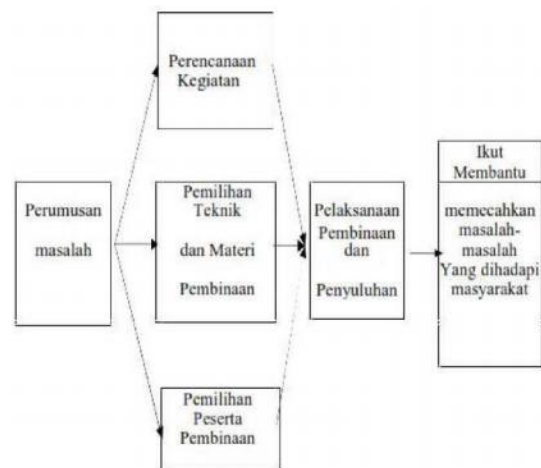 Perencanaan
Kegiatan
Perumusan
masalah
Pemilihan
Teknik
dan Materi
Pembinaan
Pemilihan
Peserta
Pembinaan
Pelaksanaan
Pembinaan
dan
Penyuluhan
Ikut
Membantu
memecahkan
masalah-
masalah
Yang dihadapi
masyarakat